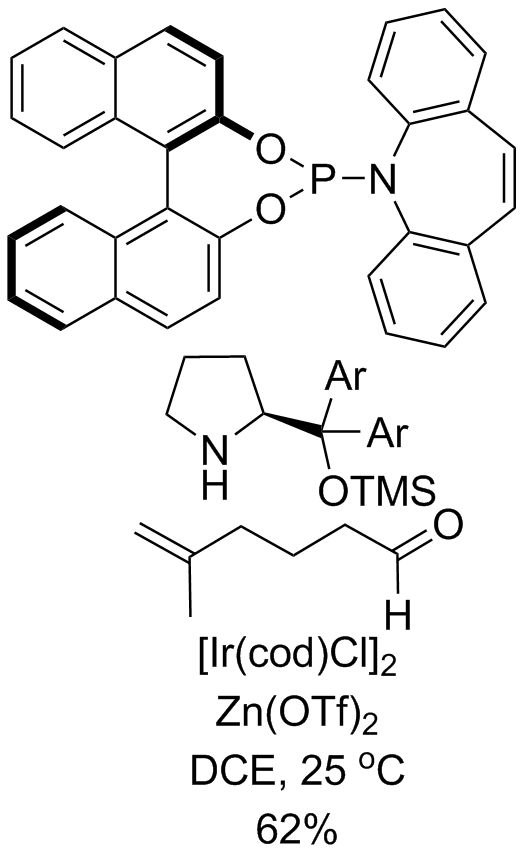 O
P
N
O
Ar
Ar
N
H
OTMS
O
H
[Ir(cod)Cl]₂
Zn(OTf)₂
DCE, 25 °C
62%